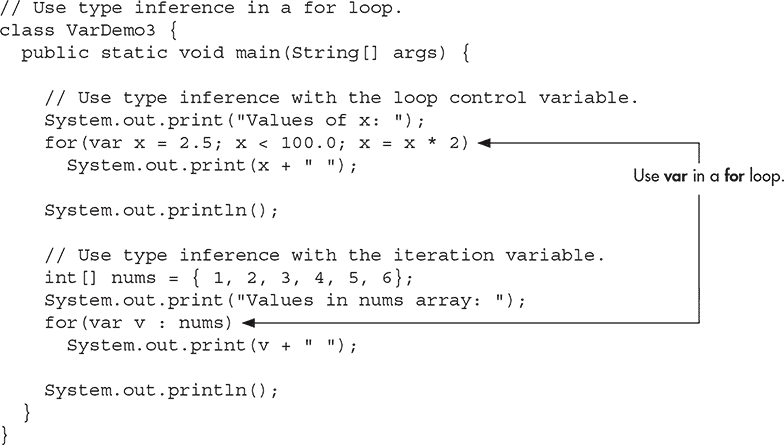 // Use type inference in a for loop.
class VarDemo3 {
  public static void main(String[] args) {

    // Use type inference with the loop control variable.
    System.out.print("Values of x: ");
    for(var x = 2.5; x < 100.0; x = x * 2)
      System.out.print(x + " ");
Use var in a for loop.

    System.out.println();

    // Use type inference with the iteration variable.
    int[] nums = { 1, 2, 3, 4, 5, 6};
    System.out.print("Values in nums array: ");
    for(var v : nums)
      System.out.print(v + " ");

    System.out.println();
  }
}